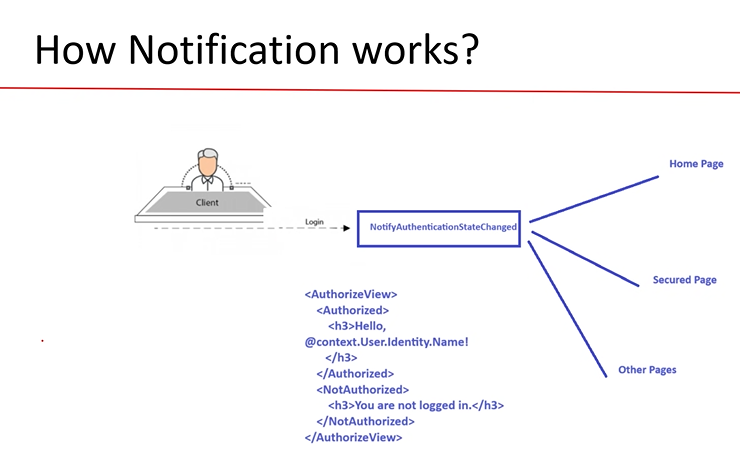 How Notification works?
Home Page
Client
Login
NotifyAuthenticationStateChanged
Secured Page
<AuthorizeView>
<Authorized>
<h3>Hello,
@context.User.Identity.Name!
</h3>
</Authorized>
<NotAuthorized>
<h3>You are not logged in.</h3>
</NotAuthorized>
</AuthorizeView>
Other Pages